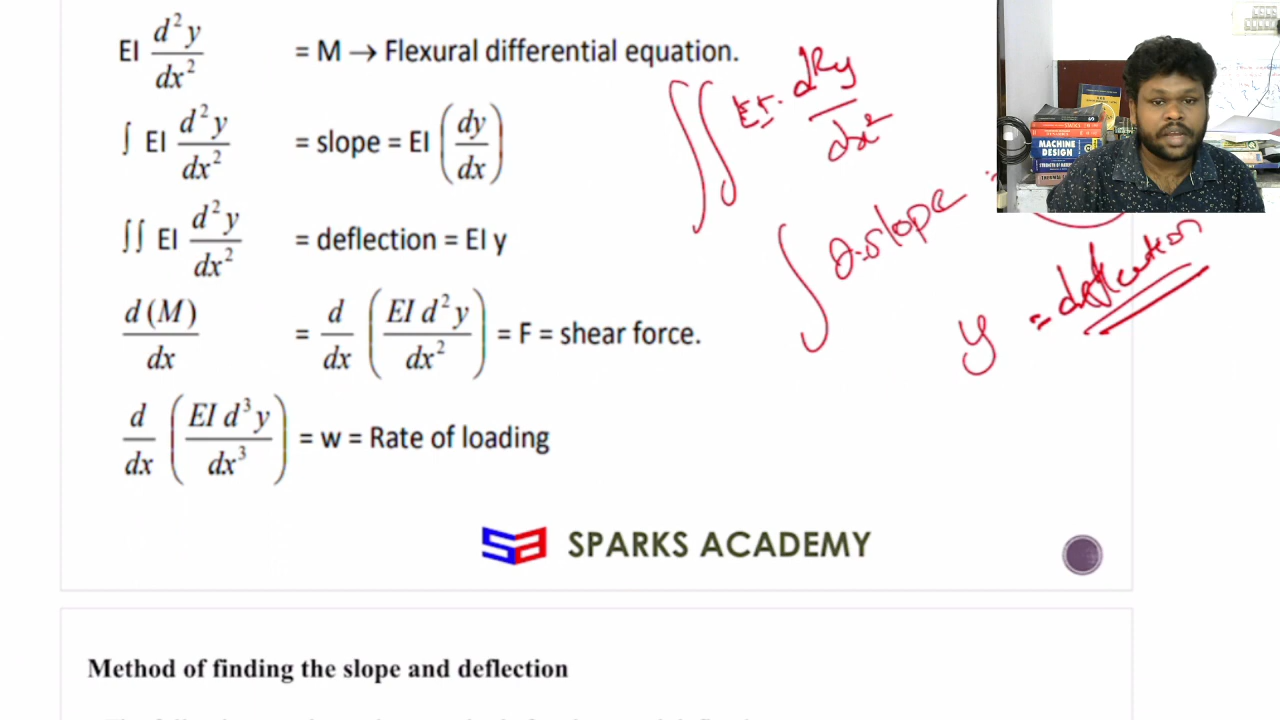 EI d²y/dx² = M → Flexural differential equation.
∫ EI d²y/dx² = slope = EI (dy/dx)
∫∫ EI d²y/dx² = deflection = EI y
d (M)/dx = d/dx (EI d²y/dx²) = F = shear force.
d/dx (EI d³y/dx³) = w = Rate of loading
∫∫ EI. d²y/dx²
slope
y = deflection
MACHINE DESIGN
SPARKS ACADEMY
Method of finding the slope and deflection